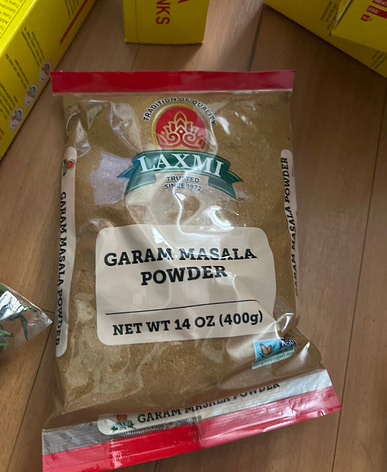 NKS
TRADITION OF QUALITY
LAXMI
TRUSTED
SINCE 1972
GARAM MASALA POWDER
GARAM MASALA POWDER
GARAM MASALA
POWDER
NET WT 14 OZ (400g)
GARAM MASALA POWDER